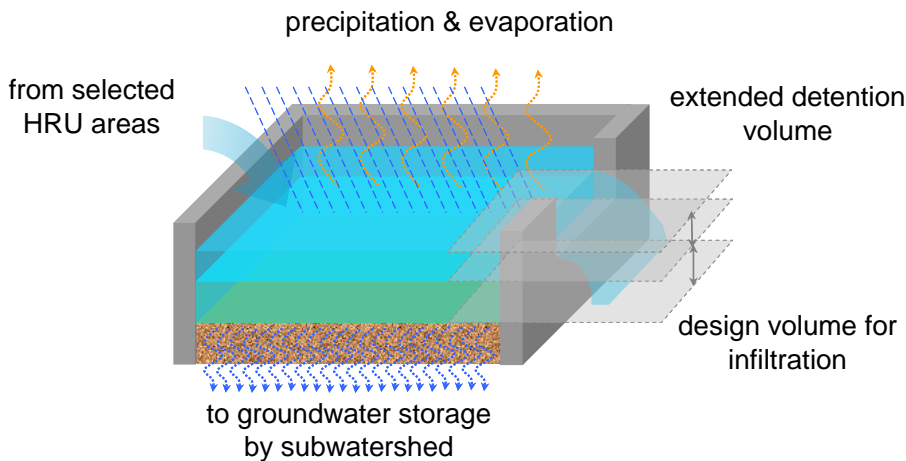 precipitation & evaporation
from selected
HRU areas
extended detention
volume
design volume for
infiltration
to groundwater storage
by subwatershed